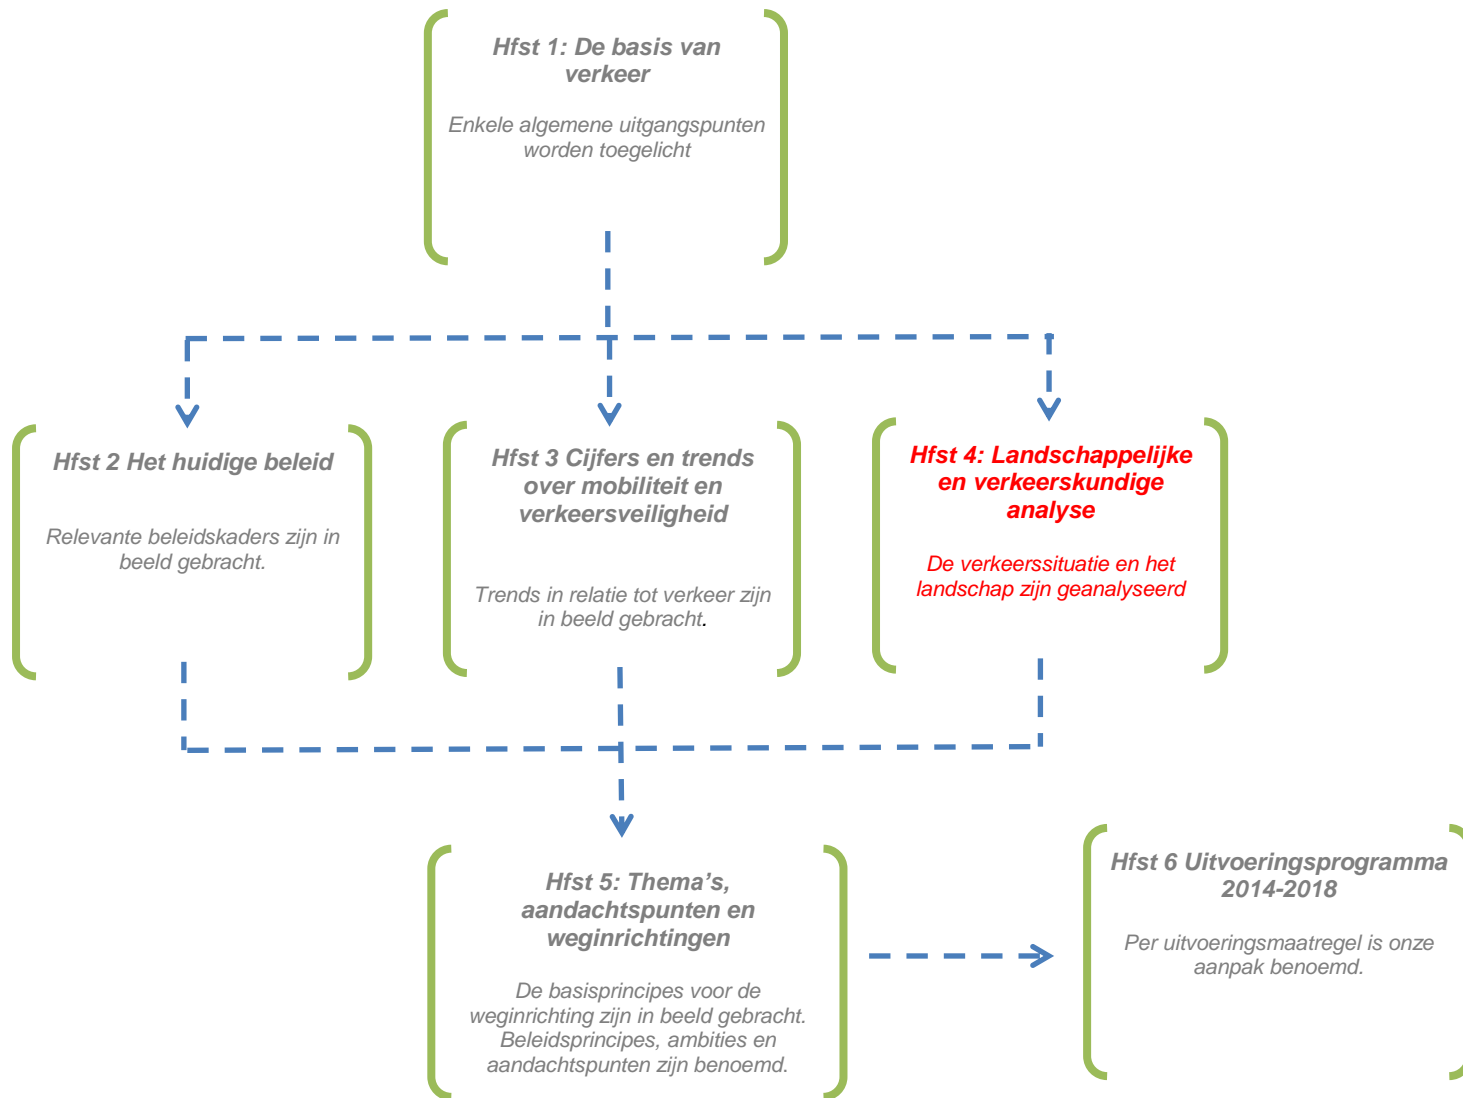 Hfst 1: De basis van
verkeer
Enkele algemene uitgangspunten
worden toegelicht
Hfst 2 Het huidige beleid
Relevante beleidskaders zijn in
beeld gebracht.
Hfst 3 Cijfers en trends
over mobiliteit en
verkeersveiligheid
Trends in relatie tot verkeer zijn
in beeld gebracht.
Hfst 4: Landschappelijke
en verkeerskundige
analyse
De verkeerssituatie en het
landschap zijn geanalyseerd
Hfst 5: Thema's,
aandachtspunten en
weginrichtingen
De basisprincipes voor de
weginrichting zijn in beeld gebracht.
Beleidsprincipes, ambities en
aandachtspunten zijn benoemd.
Hfst 6 Uitvoeringsprogramma
2014-2018
Per uitvoeringsmaatregel is onze
aanpak benoemd.